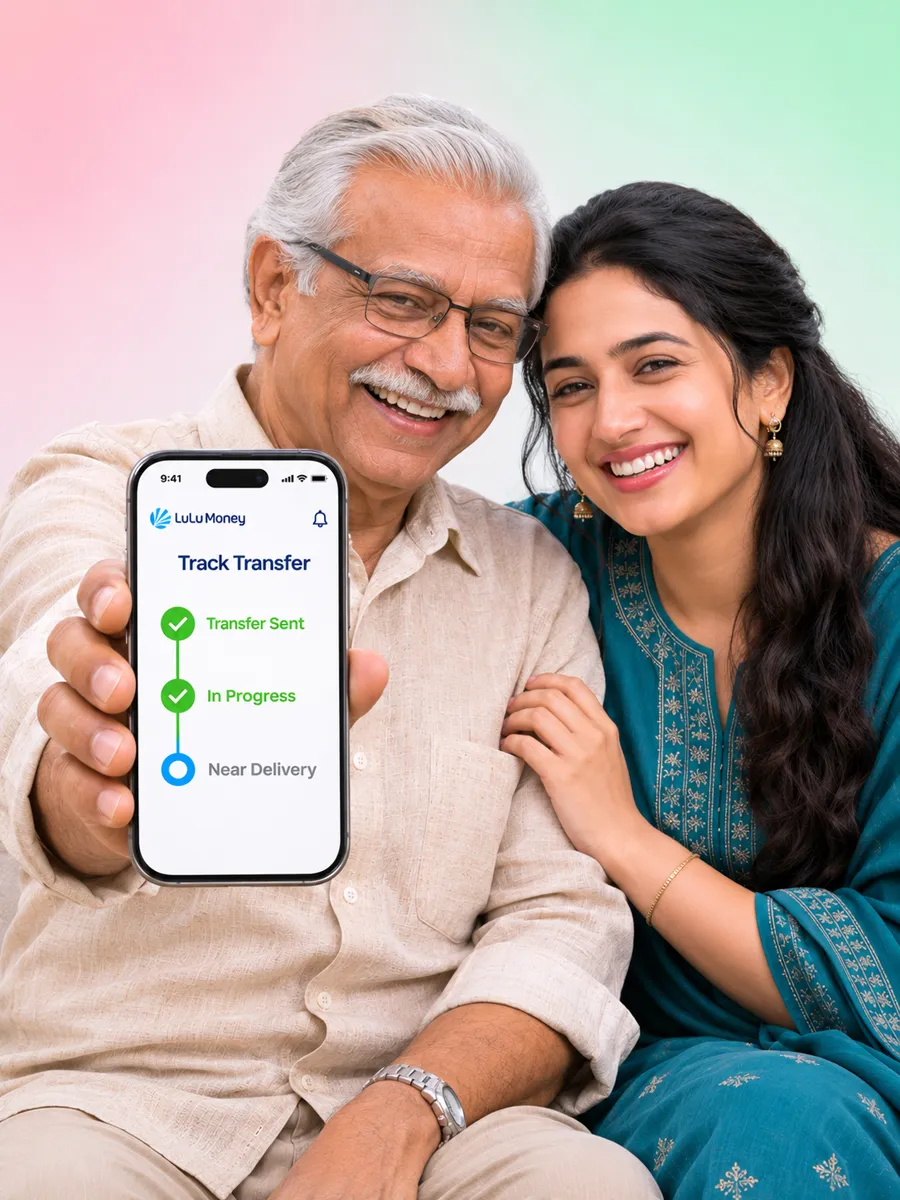 9:41
LuLu Money
Track Transfer
Transfer Sent
In Progress
Near Delivery